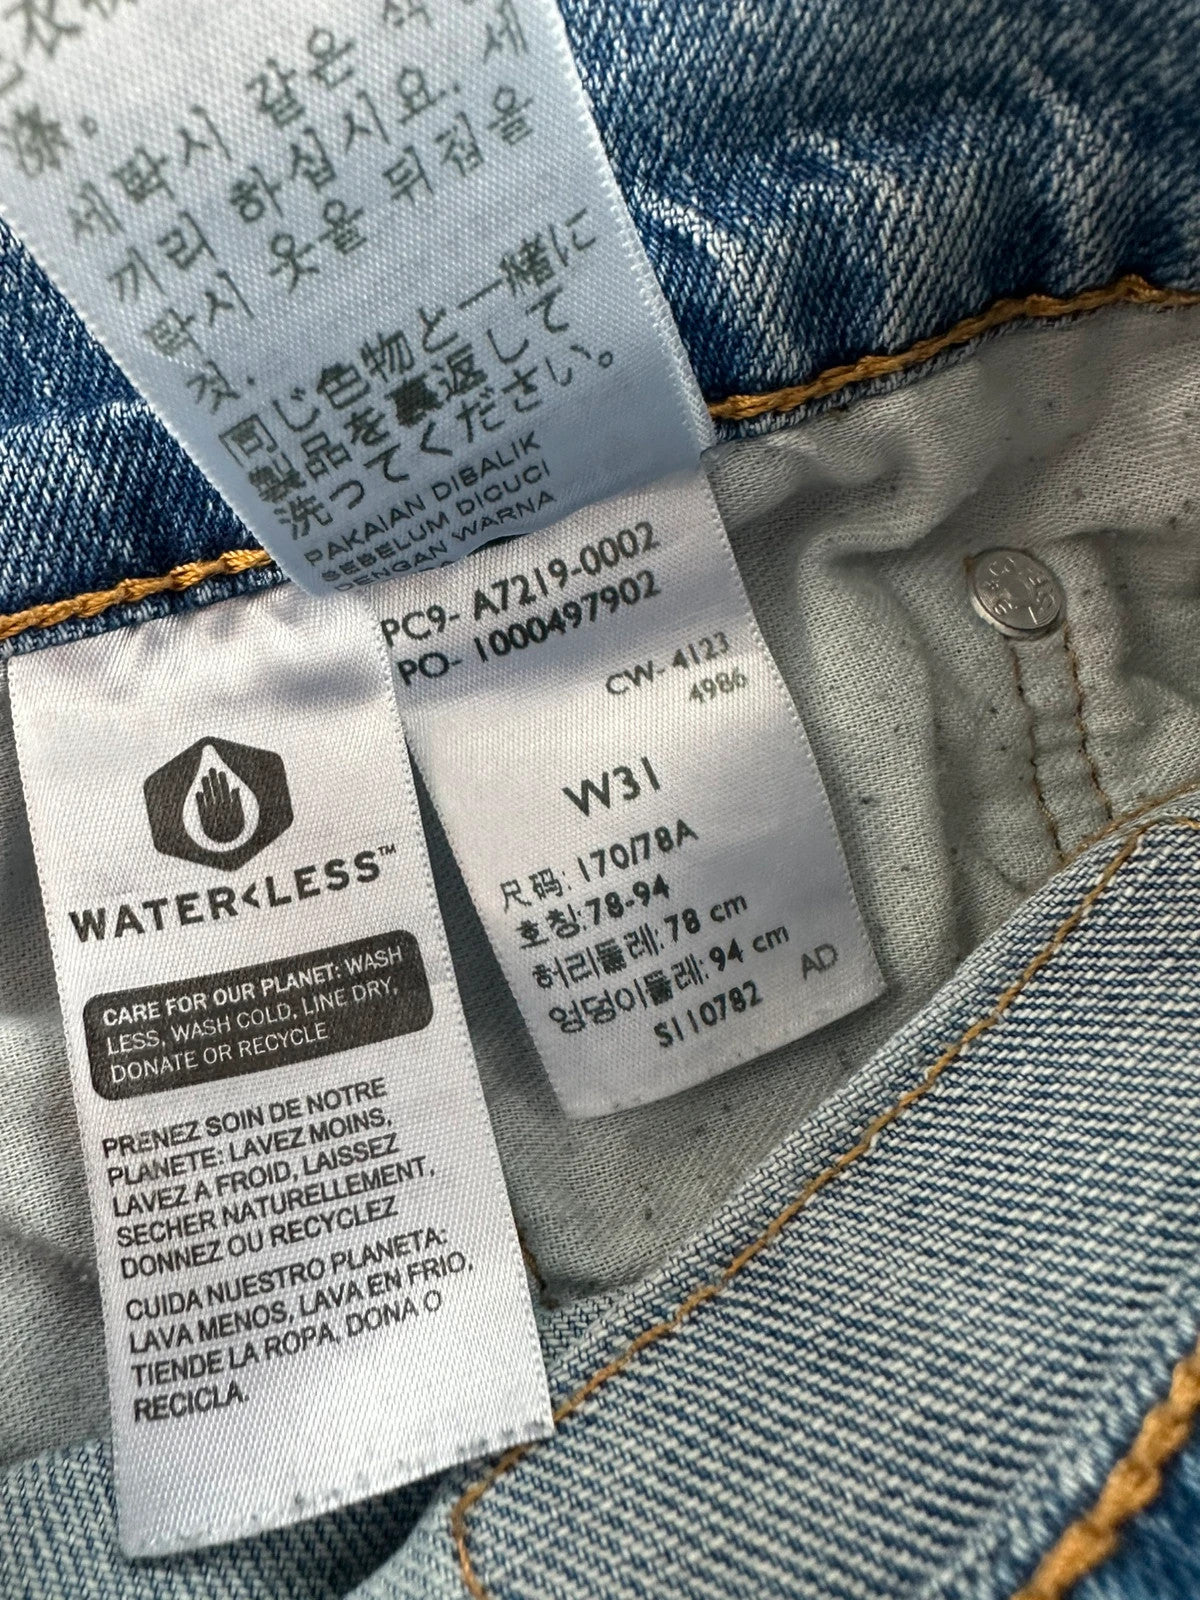 세탁시 같은 색
끼리 하십시요. 세
탁시 옷을 뒤집을
것.
同じ色物と一緒に
製品を裏返して
洗ってください。
PAKAIAN DIBALIK
SEBELUM DICUCI
DENGAN WARNA
PC9- A7219-0002
PO- 1000497902
CW- 4123
4986
W31
尺码: 170/78A
호칭:78-94
허리둘레:78 cm
엉덩이둘레:94 cm
S110782
AD
WATER<LESS™
CARE FOR OUR PLANET: WASH
LESS, WASH COLD, LINE DRY,
DONATE OR RECYCLE
PRENEZ SOIN DE NOTRE
PLANETE: LAVEZ MOINS,
LAVEZ A FROID, LAISSEZ
SECHER NATURELLEMENT,
DONNEZ OU RECYCLEZ
CUIDA NUESTRO PLANETA:
LAVA MENOS, LAVA EN FRIO,
TIENDE LA ROPA, DONA O
RECICLA.